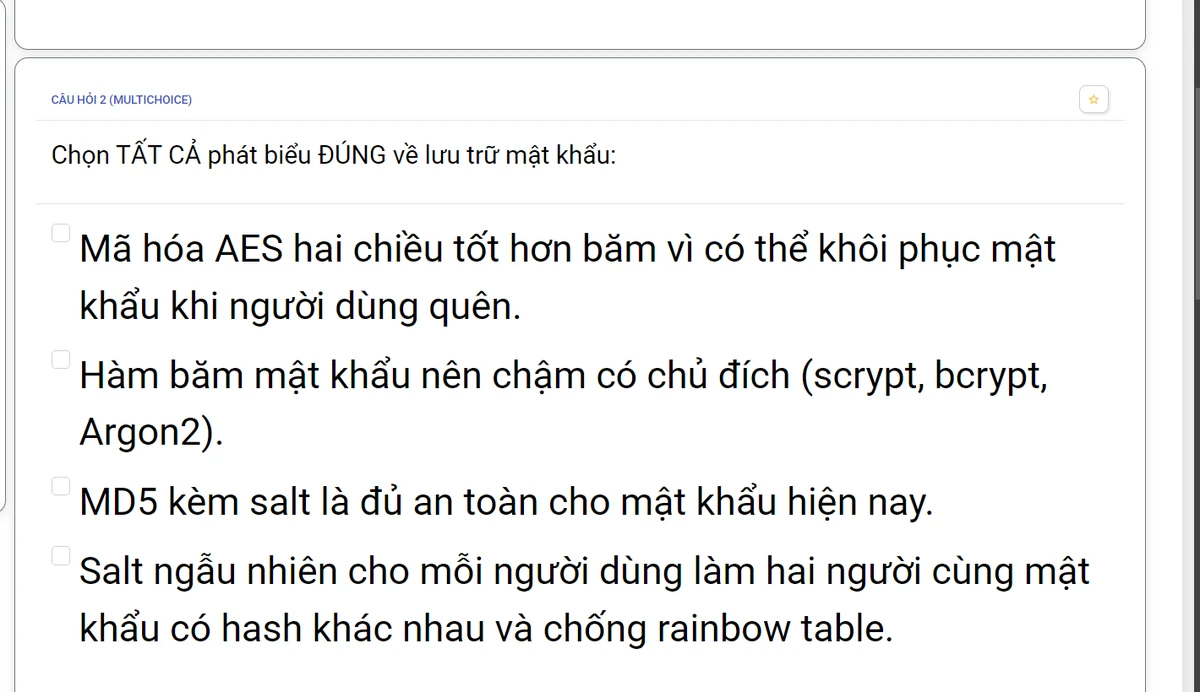 CÂU HỎI 2 (MULTICHOICE)
Chọn TẤT CẢ phát biểu ĐÚNG về lưu trữ mật khẩu:
Mã hóa AES hai chiều tốt hơn băm vì có thể khôi phục mật
khẩu khi người dùng quên.
Hàm băm mật khẩu nên chậm có chủ đích (scrypt, bcrypt,
Argon2).
MD5 kèm salt là đủ an toàn cho mật khẩu hiện nay.
Salt ngẫu nhiên cho mỗi người dùng làm hai người cùng mật
khẩu có hash khác nhau và chống rainbow table.